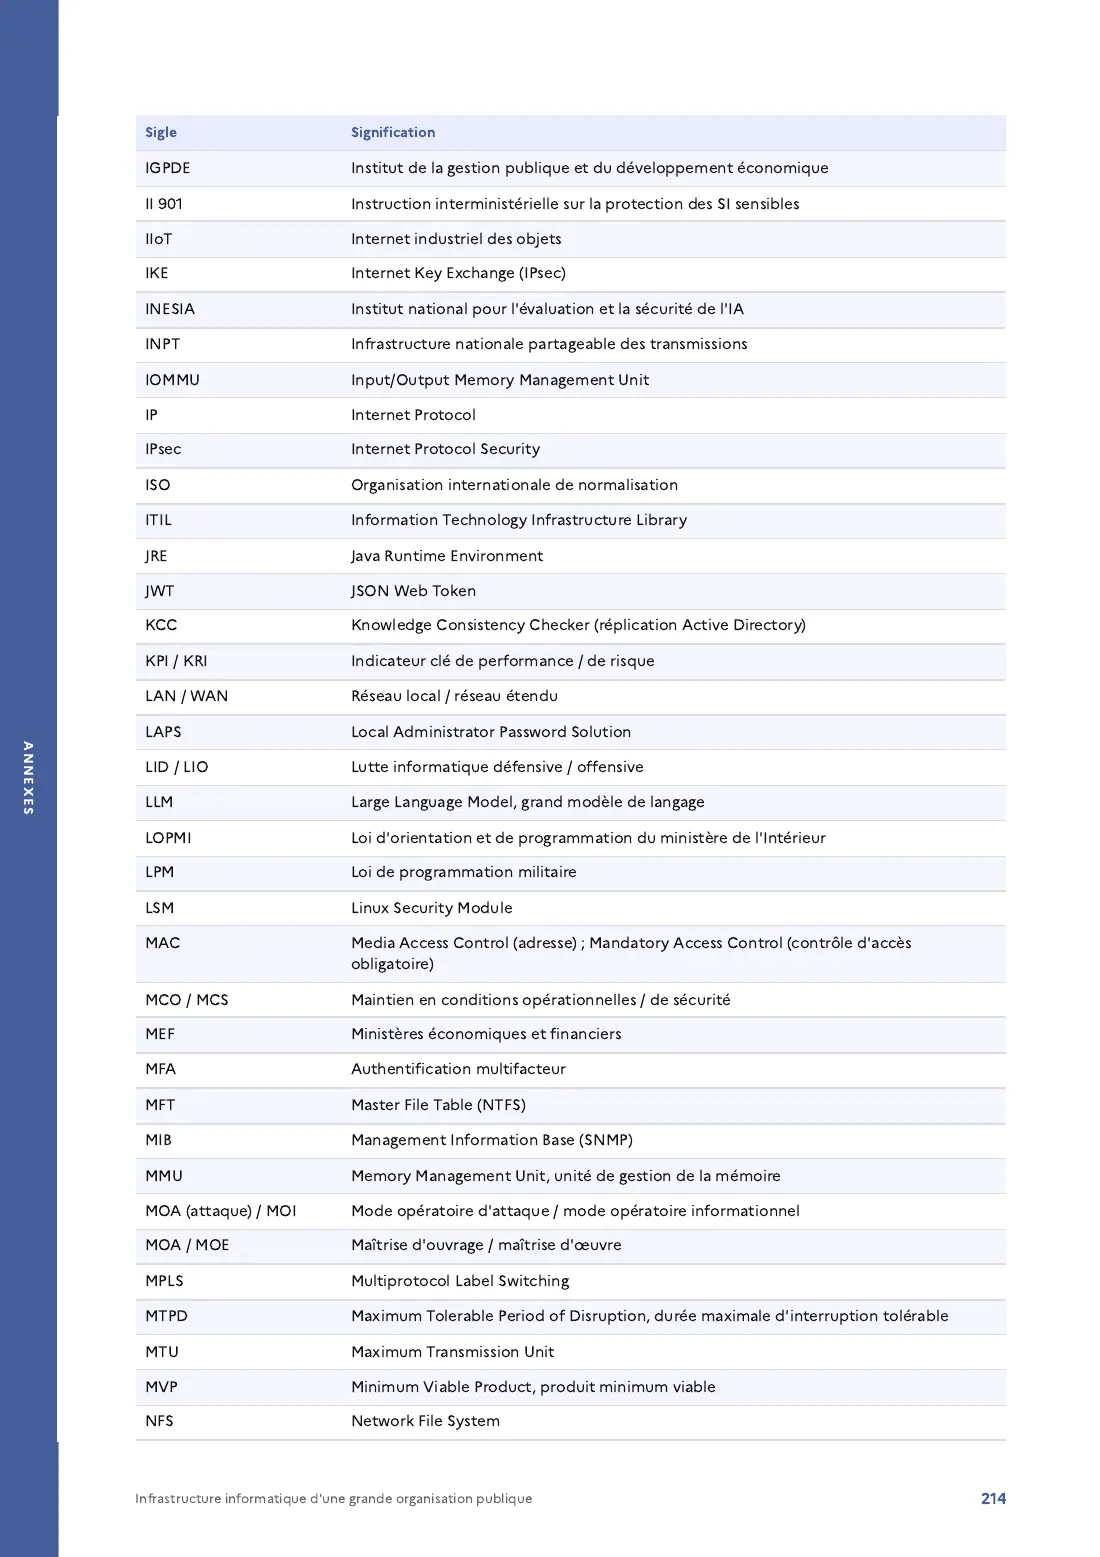 Sigle Signification
IGPDE Institut de la gestion publique et du développement économique
II 901 Instruction interministérielle sur la protection des SI sensibles
IIoT Internet industriel des objets
IKE Internet Key Exchange (IPsec)
INESIA Institut national pour l'évaluation et la sécurité de l'IA
INPT Infrastructure nationale partageable des transmissions
IOMMU Input/Output Memory Management Unit
IP Internet Protocol
IPsec Internet Protocol Security
ISO Organisation internationale de normalisation
ITIL Information Technology Infrastructure Library
JRE Java Runtime Environment
JWT JSON Web Token
KCC Knowledge Consistency Checker (réplication Active Directory)
KPI / KRI Indicateur clé de performance / de risque
LAN / WAN Réseau local / réseau étendu
LAPS Local Administrator Password Solution
LID / LIO Lutte informatique défensive / offensive
LLM Large Language Model, grand modèle de langage
LOPMI Loi d'orientation et de programmation du ministère de l'Intérieur
LPM Loi de programmation militaire
LSM Linux Security Module
MAC Media Access Control (adresse) ; Mandatory Access Control (contrôle d'accès
obligatoire)
MCO / MCS Maintien en conditions opérationnelles / de sécurité
MEF Ministères économiques et financiers
MFA Authentification multifacteur
MFT Master File Table (NTFS)
MIB Management Information Base (SNMP)
MMU Memory Management Unit, unité de gestion de la mémoire
MOA (attaque) / MOI Mode opératoire d'attaque / mode opératoire informationnel
MOA / MOE Maîtrise d'ouvrage / maîtrise d'œuvre
MPLS Multiprotocol Label Switching
MTPD Maximum Tolerable Period of Disruption, durée maximale d'interruption tolérable
MTU Maximum Transmission Unit
MVP Minimum Viable Product, produit minimum viable
NFS Network File System
ANNEXES
Infrastructure informatique d'une grande organisation publique 214